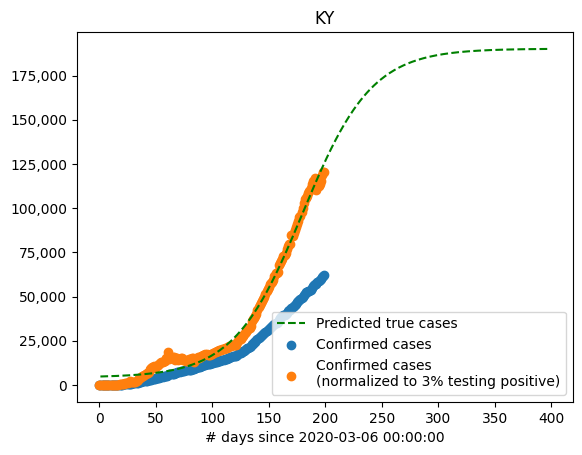 KY
175,000
150,000
125,000
100,000
75,000
50,000
25,000
0
Predicted true cases
Confirmed cases
Confirmed cases
(normalized to 3% testing positive)
0 50 100 150 200 250 300 350 400
# days since 2020-03-06 00:00:00